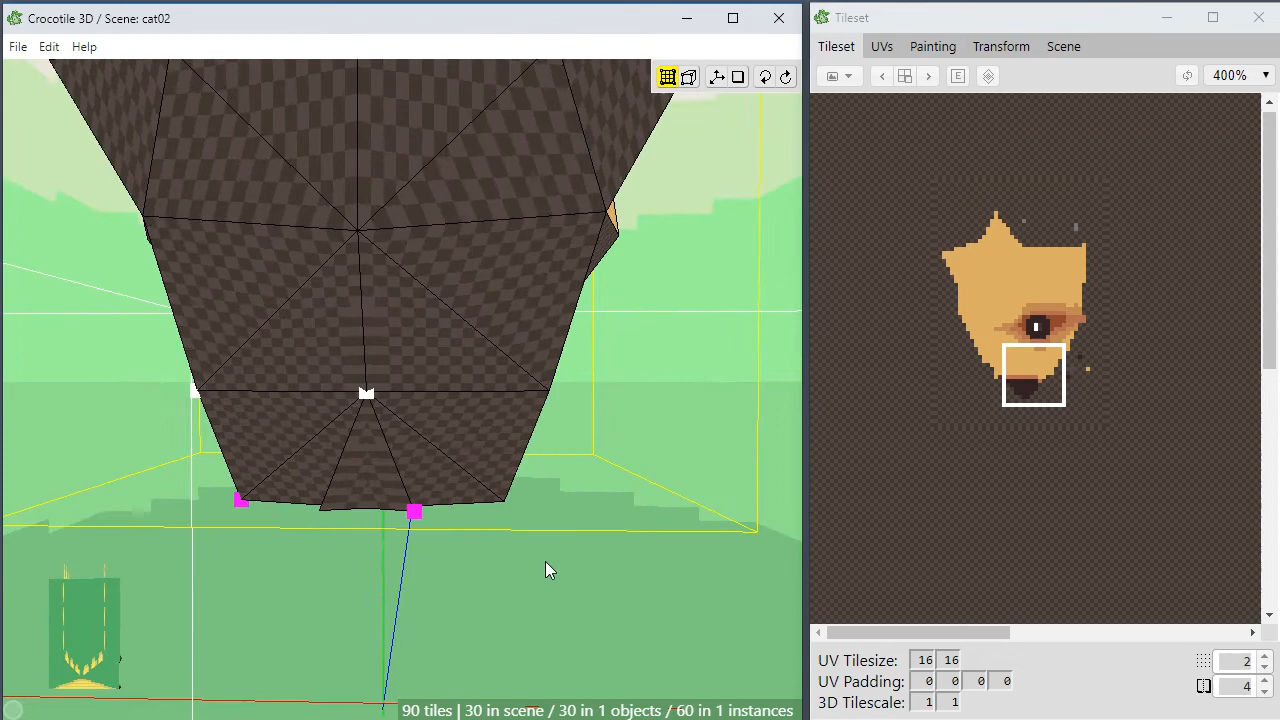 Crocotile 3D / Scene: cat02
File Edit Help
90 tiles | 30 in scene / 30 in 1 objects / 60 in 1 instances
Tileset
Tileset UVs Painting Transform Scene
E 400%
UV Tilesize: 16 16
2
UV Padding: 0 0 0 0
4
3D Tilescale: 1 1